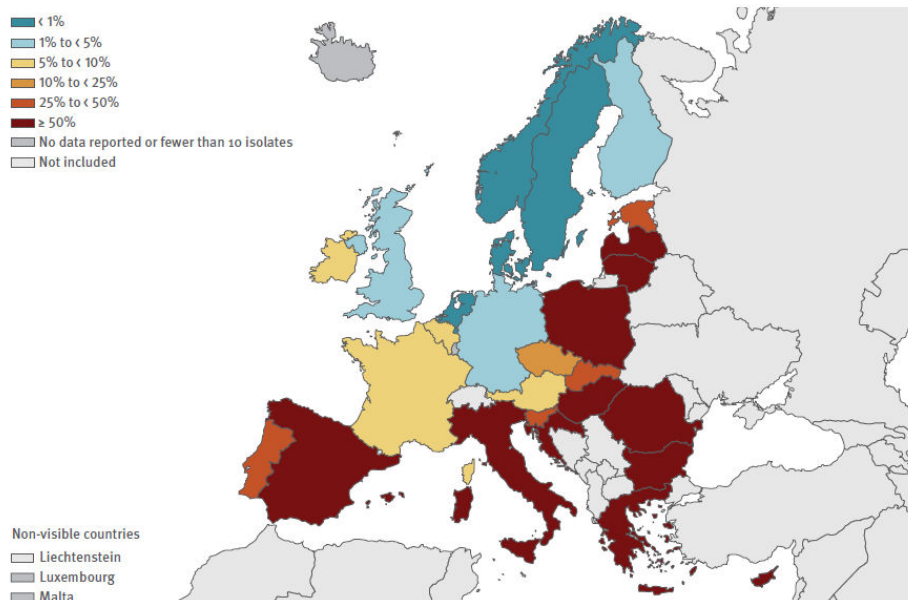 < 1%
1% to < 5%
5% to < 10%
10% to < 25%
25% to < 50%
≥ 50%
No data reported or fewer than 10 isolates
Not included
Non-visible countries
Liechtenstein
Luxembourg
Malta